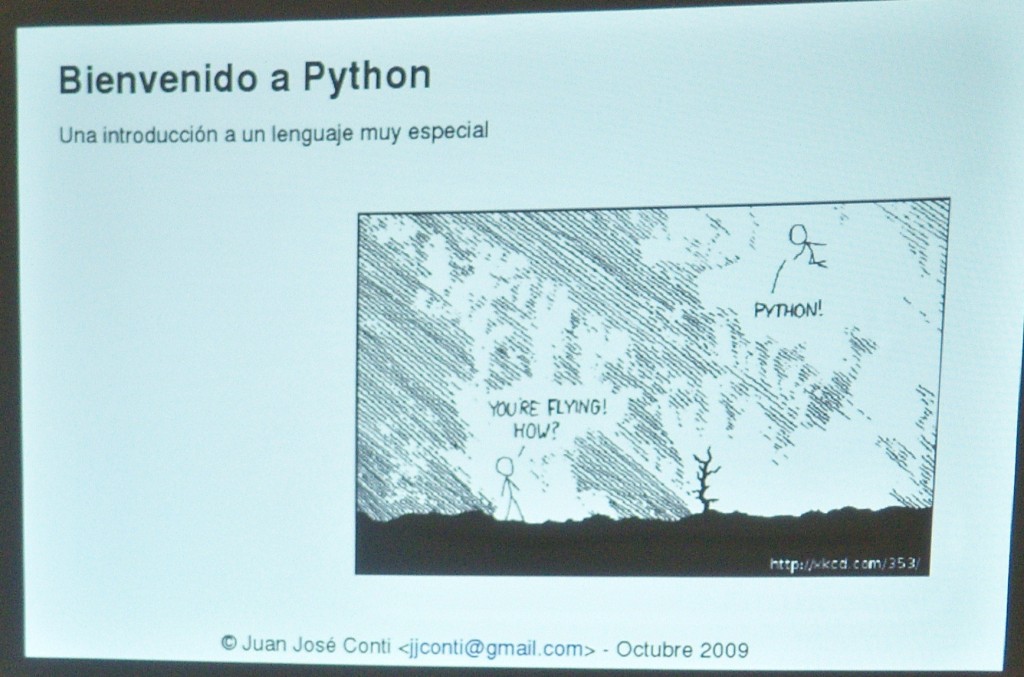 Bienvenido a Python
Una introducción a un lenguaje muy especial
PYTHON!
YOU'RE FLYING!
HOW?
http://xkcd.com/353/
© Juan José Conti <jjconti@gmail.com> - Octubre 2009